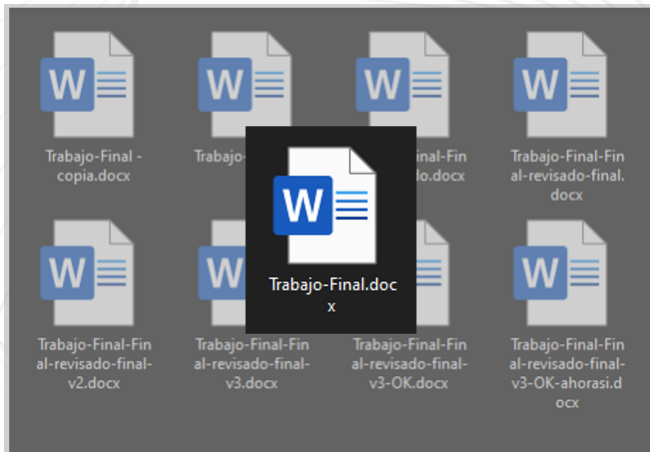 W
W
W
W
Trabajo-Final -
copia.docx
Trabajo-
inal-Fin
lo.docx
Trabajo-Final-Fin
al-revisado-final.
docx
W
Trabajo-Final.doc
x
W
W
W
W
Trabajo-Final-Fin
al-revisado-final-
v2.docx
Trabajo-Final-Fin
al-revisado-final-
v3.docx
Trabajo-Final-Fin
al-revisado-final-
v3-OK.docx
Trabajo-Final-Fin
al-revisado-final-
v3-OK-ahorasi.d
ocx